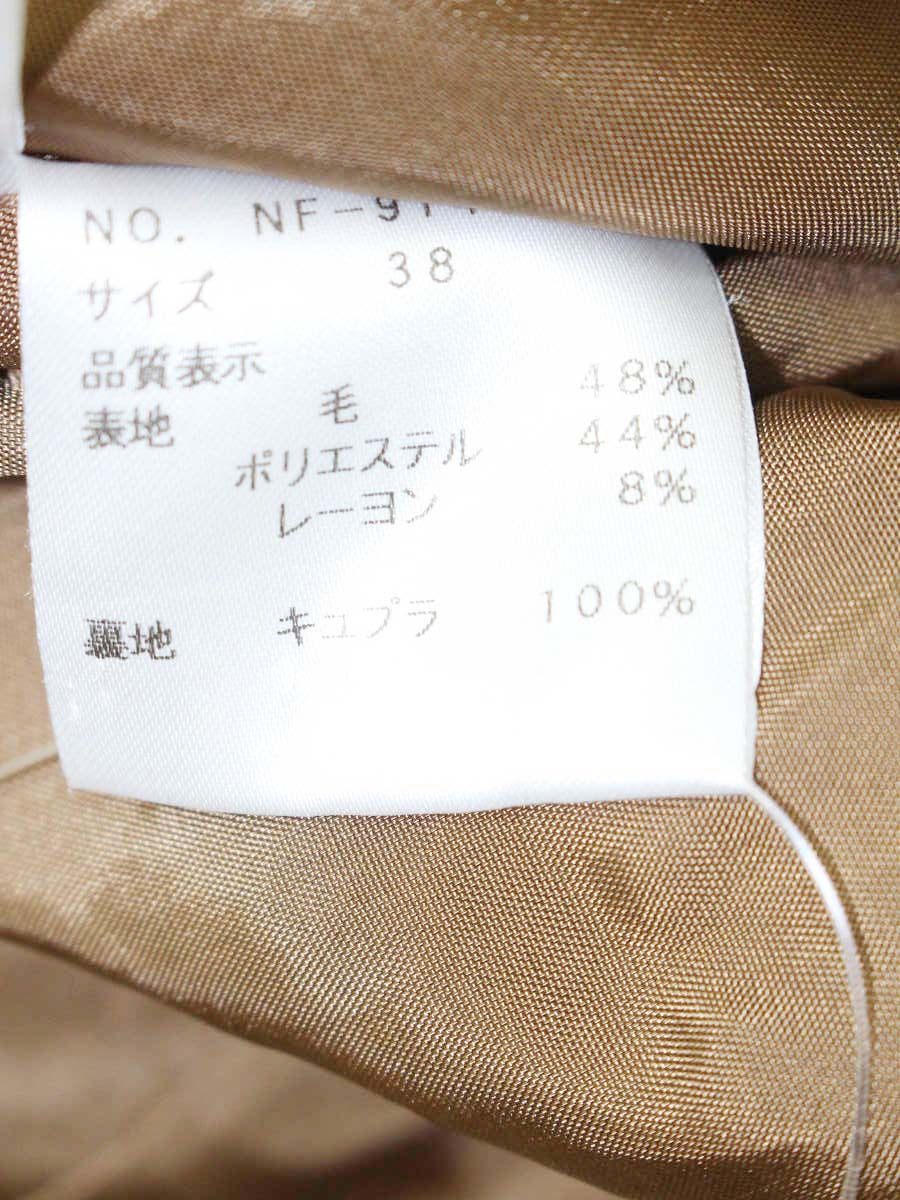 NO. NF-91
サイズ 38
品質表示
表地 毛 48%
ポリエステル 44%
レーヨン 8%
裏地 キュプラ 100%